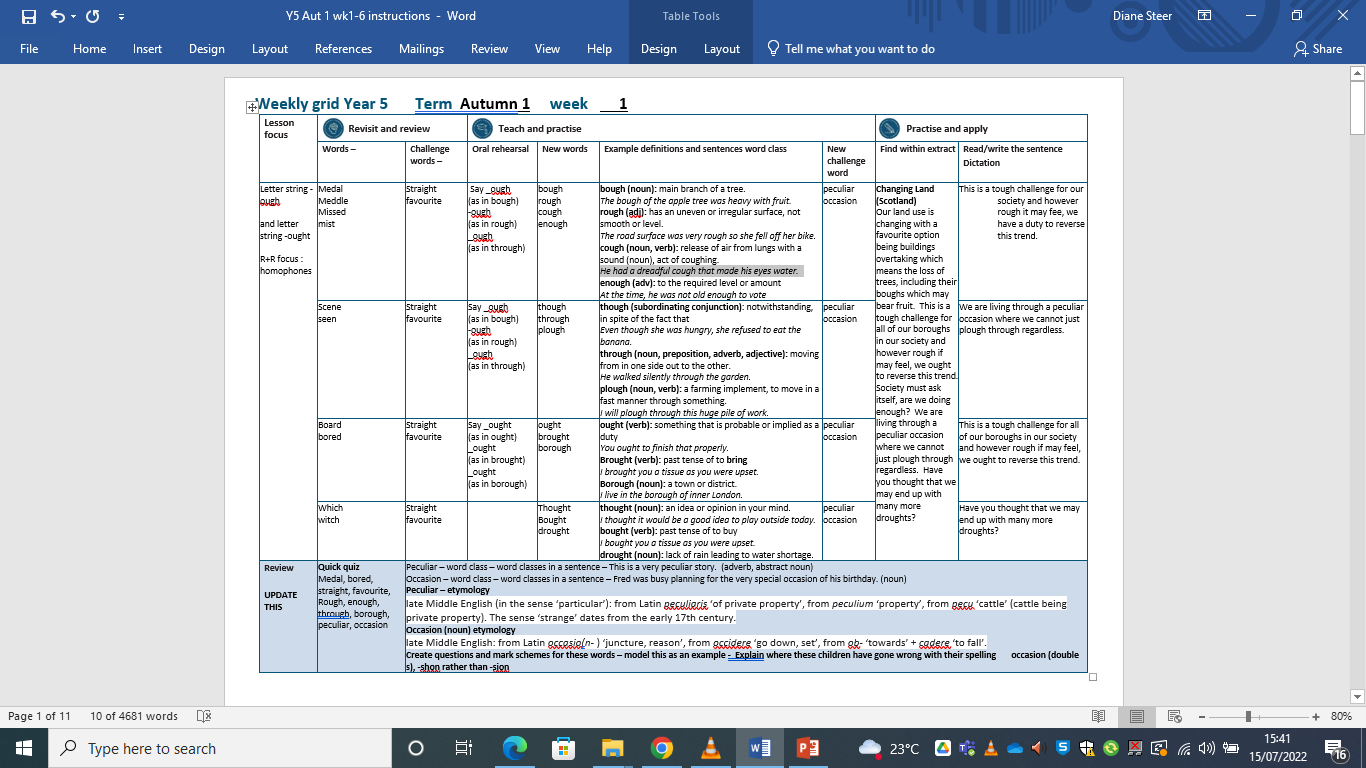 Y5 Aut 1 wk1-6 instructions - Word
Table Tools
Diane Steer
File Home Insert Design Layout References Mailings Review View Help Design Layout Tell me what you want to do Share
Weekly grid Year 5 Term Autumn 1 week 1
Lesson focus
Revisit and review
Teach and practise
Practise and apply
Words –
Challenge words –
Oral rehearsal
New words
Example definitions and sentences word class
New challenge word
Find within extract
Read/write the sentence
Dictation
Letter string -
ough
and letter
string -ought
R+R focus :
homophones
Medal
Meddle
Missed
mist
Straight
favourite
Say _ough
(as in bough)
-ough
(as in rough)
_ough
(as in through)
bough
rough
cough
enough
bough (noun): main branch of a tree.
The bough of the apple tree was heavy with fruit.
rough (adj): has an uneven or irregular surface, not
smooth or level.
The road surface was very rough so she fell off her bike.
cough (noun, verb): release of air from lungs with a
sound (noun), act of coughing.
He had a dreadful cough that made his eyes water.
enough (adv): to the required level or amount
At the time, he was not old enough to vote
peculiar
occasion
Changing Land
(Scotland)
Our land use is
changing with a
favourite option
being buildings
overtaking which
means the loss of
trees, including their
boughs which may
bear fruit. This is a
tough challenge for
all of our boroughs
in our society and
however rough if
may feel, we ought
to reverse this trend.
Society must ask
itself, are we doing
enough? We are
living through a
peculiar occasion
where we cannot
just plough through
regardless. Have
you thought that we
may end up with
many more
droughts?
This is a tough challenge for our
society and however
rough it may fee, we
have a duty to reverse
this trend.
Scene
seen
Straight
favourite
Say _ough
(as in bough)
-ough
(as in rough)
_ough
(as in through)
though
through
plough
though (subordinating conjunction): notwithstanding,
in spite of the fact that
Even though she was hungry, she refused to eat the
banana.
through (noun, preposition, adverb, adjective): moving
from in one side out to the other.
He walked silently through the garden.
plough (noun, verb): a farming implement, to move in a
fast manner through something.
I will plough through this huge pile of work.
peculiar
occasion
We are living through a peculiar
occasion where we cannot just
plough through regardless.
Board
bored
Straight
favourite
Say _ought
(as in ought)
_ought
(as in brought)
_ought
(as in borough)
ought
brought
borough
ought (verb): something that is probable or implied as a
duty
You ought to finish that properly.
Brought (verb): past tense of to bring
I brought you a tissue as you were upset.
Borough (noun): a town or district.
I live in the borough of inner London.
peculiar
occasion
This is a tough challenge for all
of our boroughs in our society
and however rough if may feel,
we ought to reverse this trend.
Which
witch
Straight
favourite
Thought
Bought
drought
thought (noun): an idea or opinion in your mind.
I thought it would be a good idea to play outside today.
bought (verb): past tense of to buy
I bought you a tissue as you were upset.
drought (noun): lack of rain leading to water shortage.
peculiar
occasion
Have you thought that we may
end up with many more
droughts?
Review
UPDATE
THIS
Quick quiz
Medal, bored,
straight, favourite,
Rough, enough,
through, borough,
peculiar, occasion
Peculiar – word class – word classes in a sentence – This is a very peculiar story. (adverb, abstract noun)
Occasion – word class – word classes in a sentence – Fred was busy planning for the very special occasion of his birthday. (noun)
Peculiar – etymology
late Middle English (in the sense ‘particular’): from Latin peculiaris ‘of private property’, from peculium ‘property’, from pecu ‘cattle’ (cattle being
private property). The sense ‘strange’ dates from the early 17th century.
Occasion (noun) etymology
late Middle English: from Latin occasio(n- ) ‘juncture, reason’, from occidere ‘go down, set’, from ob- ‘towards’ + cadere ‘to fall’.
Create questions and mark schemes for these words – model this as an example - Explain where these children have gone wrong with their spelling occasion (double
s), -shon rather than -sion
Page 1 of 11 10 of 4681 words 80%
Type here to search
23°C
15:41
15/07/2022
16